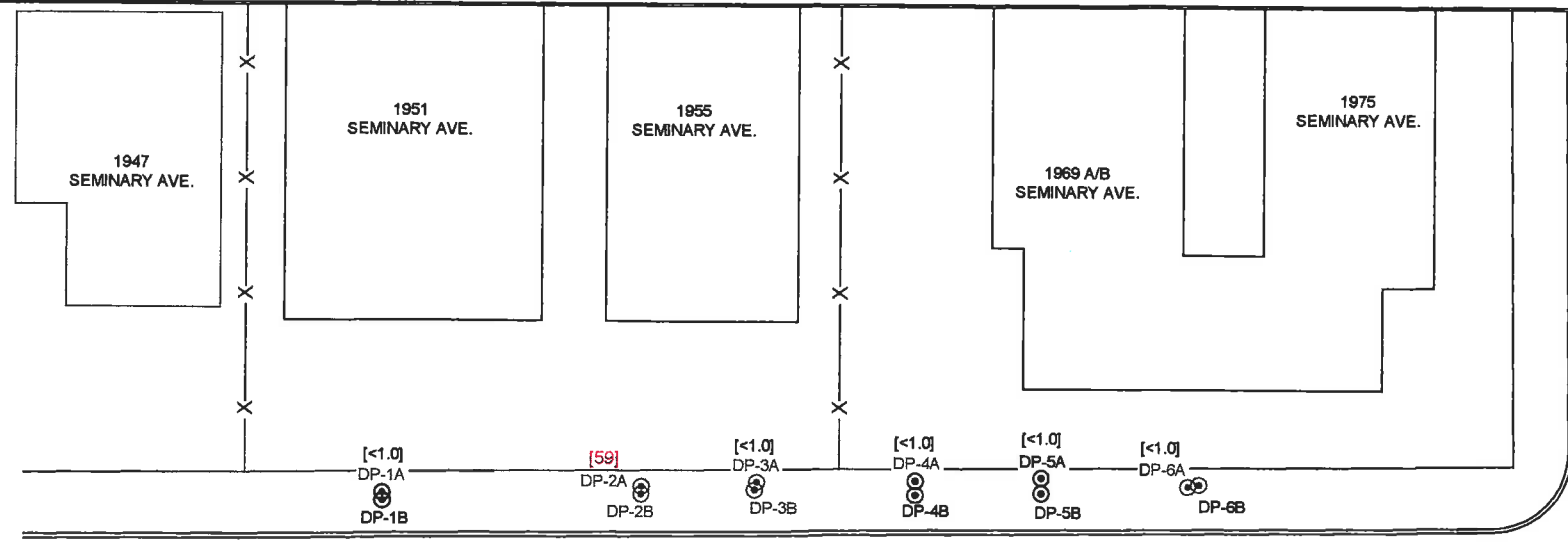 1947
SEMINARY AVE.
1951
SEMINARY AVE.
1955
SEMINARY AVE.
1969 A/B
SEMINARY AVE.
1975
SEMINARY AVE.
X
X
X
X
X
X
X
X
[<1.0]
DP-1A
DP-1B
[59]
DP-2A
DP-2B
[<1.0]
DP-3A
DP-3B
[<1.0]
DP-4A
DP-4B
[<1.0]
DP-5A
DP-5B
[<1.0]
DP-6A
DP-6B